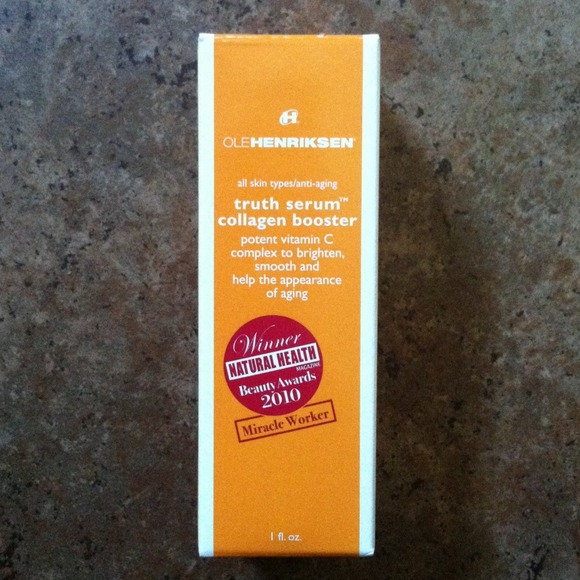 H
OLEHENRIKSEN®
all skin types/anti-aging
truth serum™
collagen booster
potent vitamin C
complex to brighten,
smooth and
help the appearance
of aging
Winner
NATURAL HEALTH
MAGAZINE
Beauty Awards
2010
Miracle Worker
1 fl. oz.